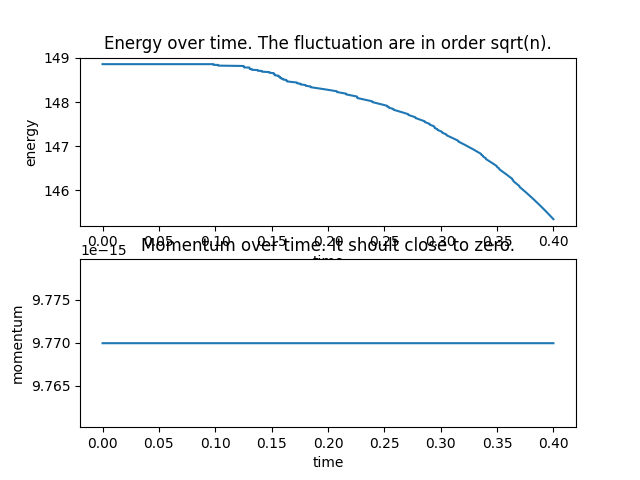 Energy over time. The fluctuation are in order sqrt(n).
149
148
147
146
energy
0.00 0.05 0.10 0.15 0.20 0.25 0.30 0.35 0.40
time
1e−15
Momentum over time. It shoult close to zero.
9.775
9.770
9.765
momentum
0.00 0.05 0.10 0.15 0.20 0.25 0.30 0.35 0.40
time